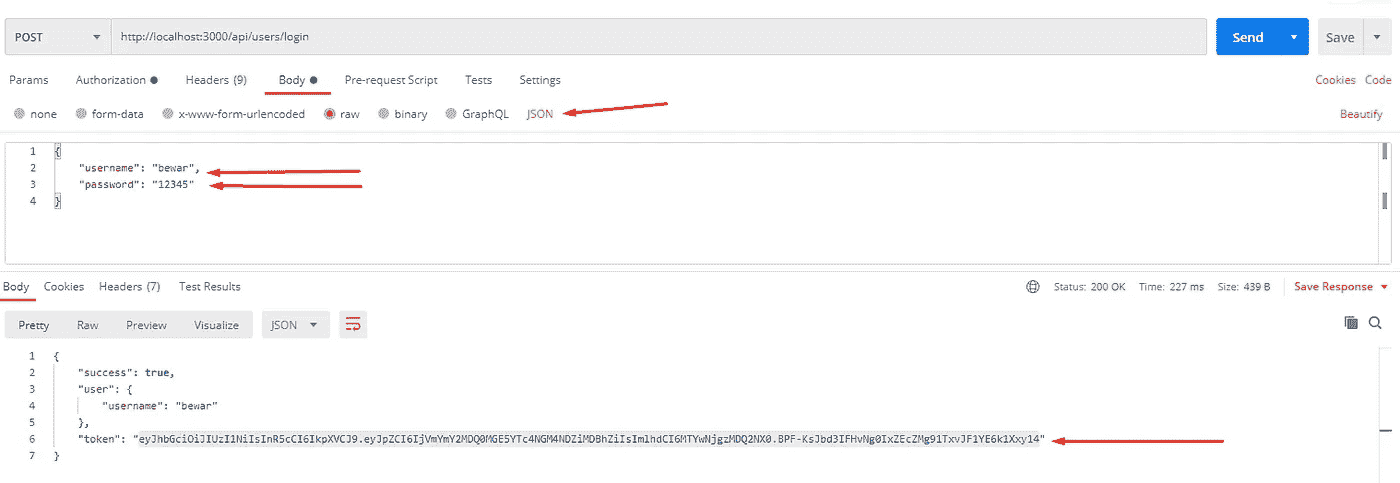 POST http://localhost:3000/api/users/login Send Save
Params Authorization Headers (9) Body Pre-request Script Tests Settings Cookies Code
none form-data x-www-form-urlencoded raw binary GraphQL JSON Beautify
1 {
2 "username": "bewar",
3 "password": "12345"
4 }
Body Cookies Headers (7) Test Results Status: 200 OK Time: 227 ms Size: 439 B Save Response
Pretty Raw Preview Visualize JSON
1 {
2 "success": true,
3 "user": {
4 "username": "bewar"
5 },
6 "token": "eyJhbGciOiJIUzI1NiIsInR5cCI6IkpXVCJ9.eyJpZCI6IjVmYmY2MDQ0MGE5YTc4NGM4NDZiMDBhZiIsImlhdCI6MTYwNjgzMDQ2NX0.BPF-KsJbd3IFHvNg0IxZEcZMg91TxvJF1YE6k1Xxy14"
7 }